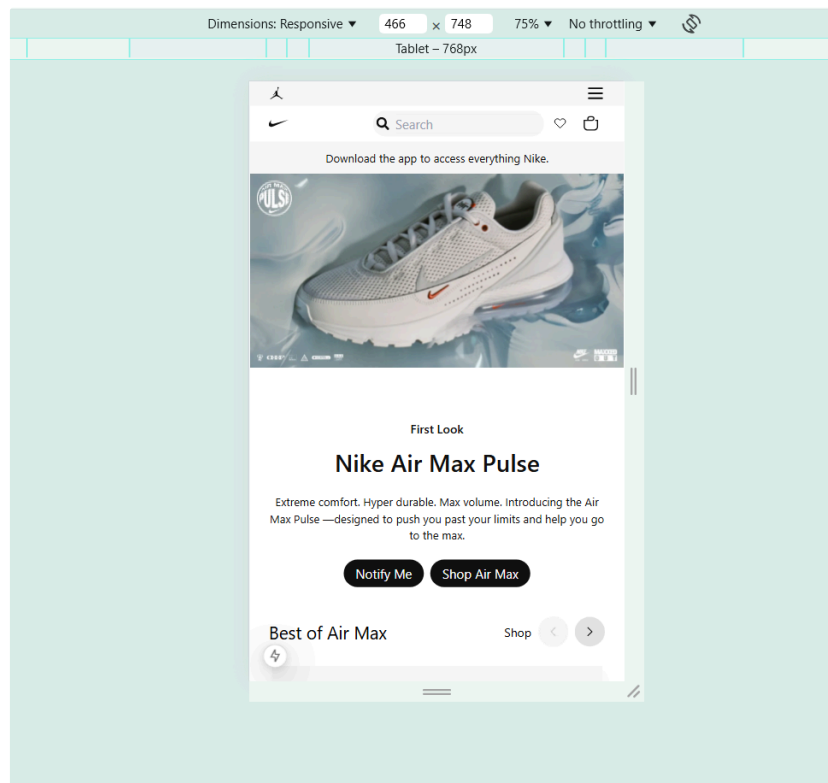 Dimensions: Responsive ▼ 466 × 748 75% ▼ No throttling ▼
Tablet – 768px
Search
Download the app to access everything Nike.
PULSE
First Look
Nike Air Max Pulse
Extreme comfort. Hyper durable. Max volume. Introducing the Air
Max Pulse —designed to push you past your limits and help you go
to the max.
Notify Me Shop Air Max
Best of Air Max Shop